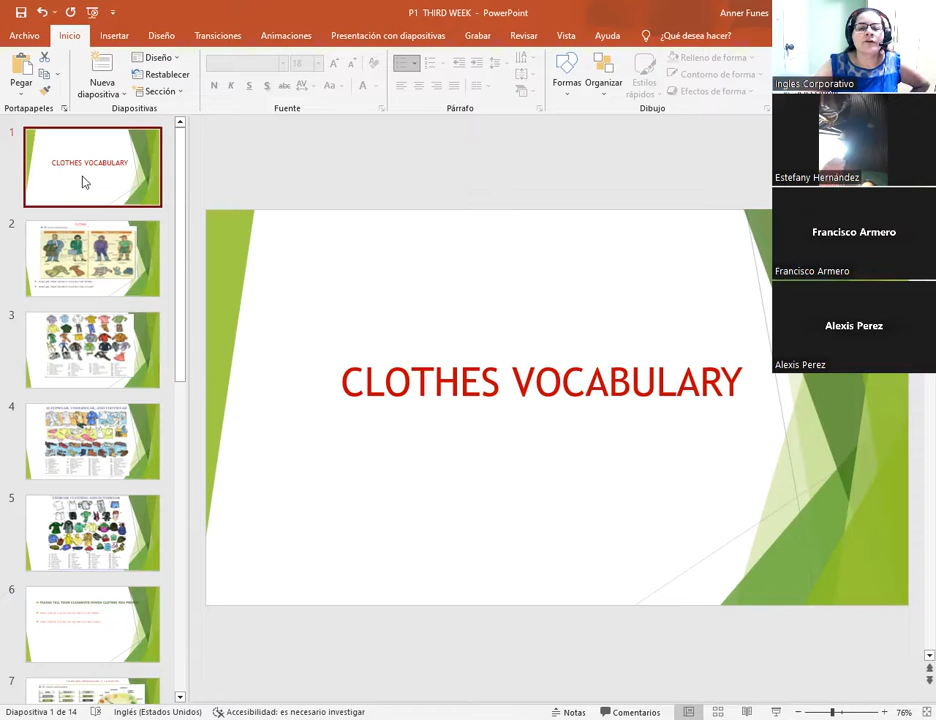 P1 THIRD WEEK - PowerPoint
Anner Funes
Archivo Inicio Insertar Diseño Transiciones Animaciones Presentación con diapositivas Grabar Revisar Vista Ayuda ¿Qué desea hacer?
Pegar
Portapapeles
Nueva diapositiva
Diseño
Restablecer
Sección
Diapositivas
18
N K S S
Aa
A
Fuente
Párrafo
Formas
Organizar
Estilos rápidos
Relleno de forma
Contorno de forma
Efectos de forma
Dibujo
Ingles Corporativo
Estefany Hernández
Francisco Armero
Francisco Armero
Alexis Perez
Alexis Perez
1
CLOTHES VOCABULARY
2
3
4
5
6
7
CLOTHES VOCABULARY
Diapositiva 1 de 14
Inglés (Estados Unidos)
Accesibilidad: es necesario investigar
Notas
Comentarios
76%